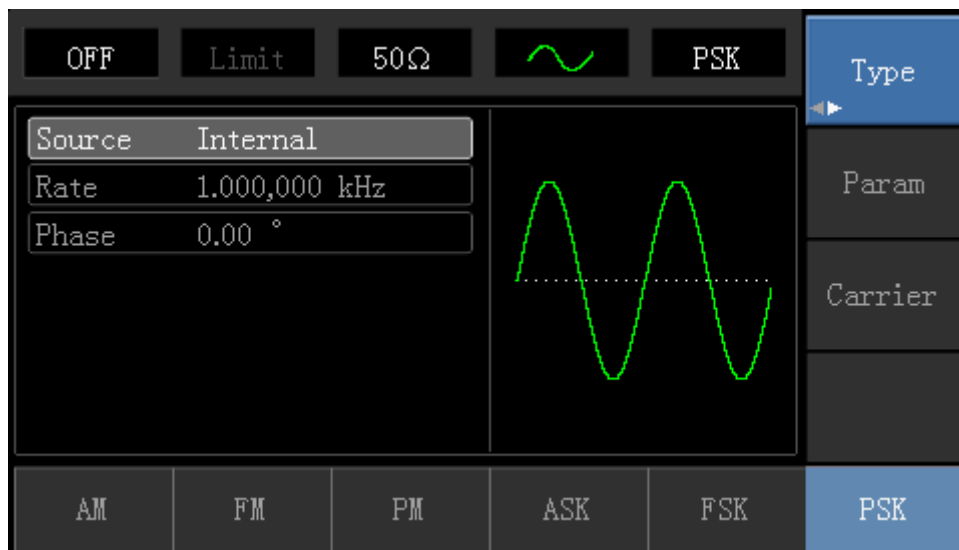 OFF Limit 50Ω PSK
Type
Source Internal
Rate 1.000,000 kHz
Phase 0.00 °
Param
Carrier
AM FM PM ASK FSK PSK